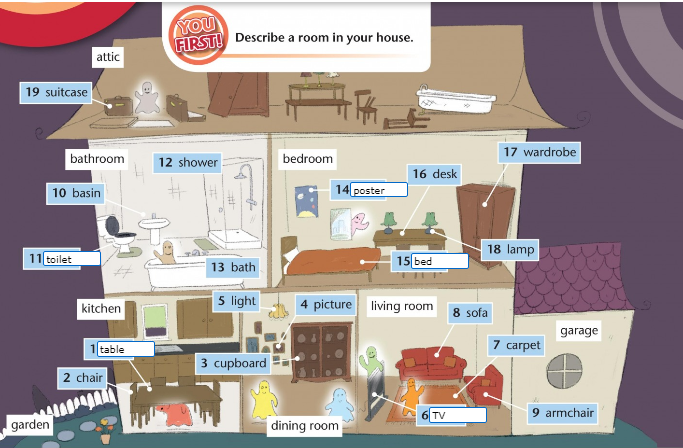 YOU
FIRST!
Describe a room in your house.
attic
19 suitcase
bathroom
12 shower
bedroom
17 wardrobe
16 desk
10 basin
14 poster
11 toilet
13 bath
15 bed
18 lamp
kitchen
5 light
4 picture
living room
8 sofa
garage
1 table
3 cupboard
7 carpet
2 chair
6 TV
9 armchair
garden
dining room